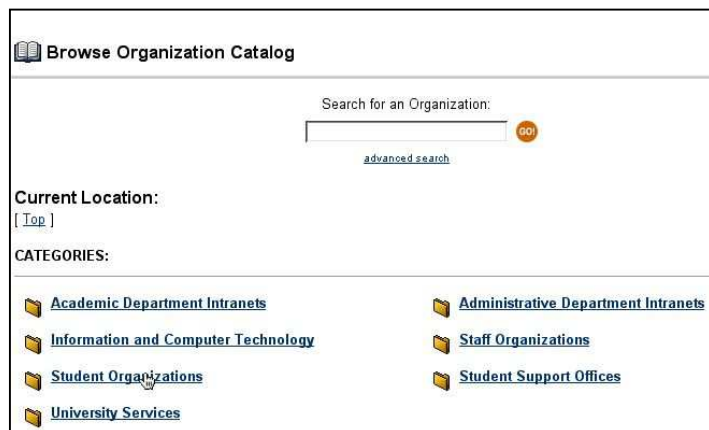 Browse Organization Catalog
Search for an Organization:
GO!
advanced search
Current Location:
[ Top ]
CATEGORIES:
Academic Department Intranets
Administrative Department Intranets
Information and Computer Technology
Staff Organizations
Student Organizations
Student Support Offices
University Services